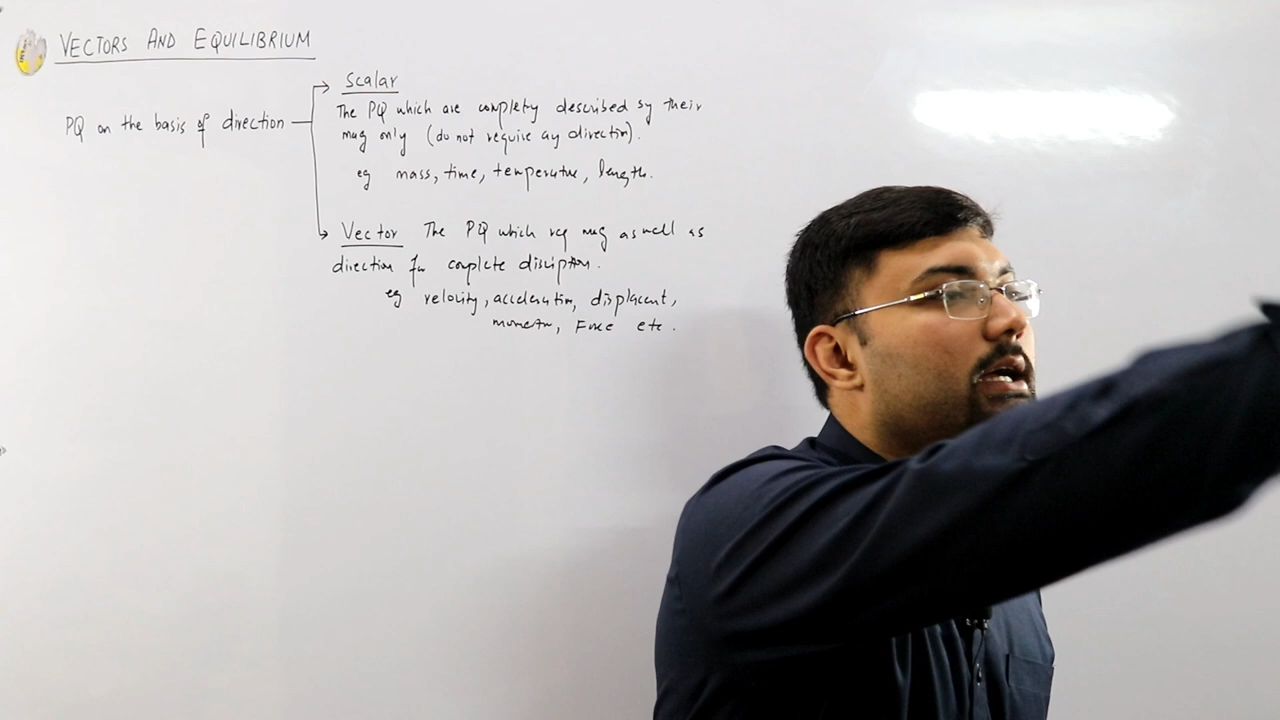 VECTORS AND EQUILIBRIUM
PQ on the basis of direction
Scalar
The PQ which are completly described by their
mag only (do not require any direction).
eg mass, time, temperature, length.
Vector The PQ which req mag as well as
direction for complete discription.
eg velocity, acceleration, displacent,
momentm, Force etc.